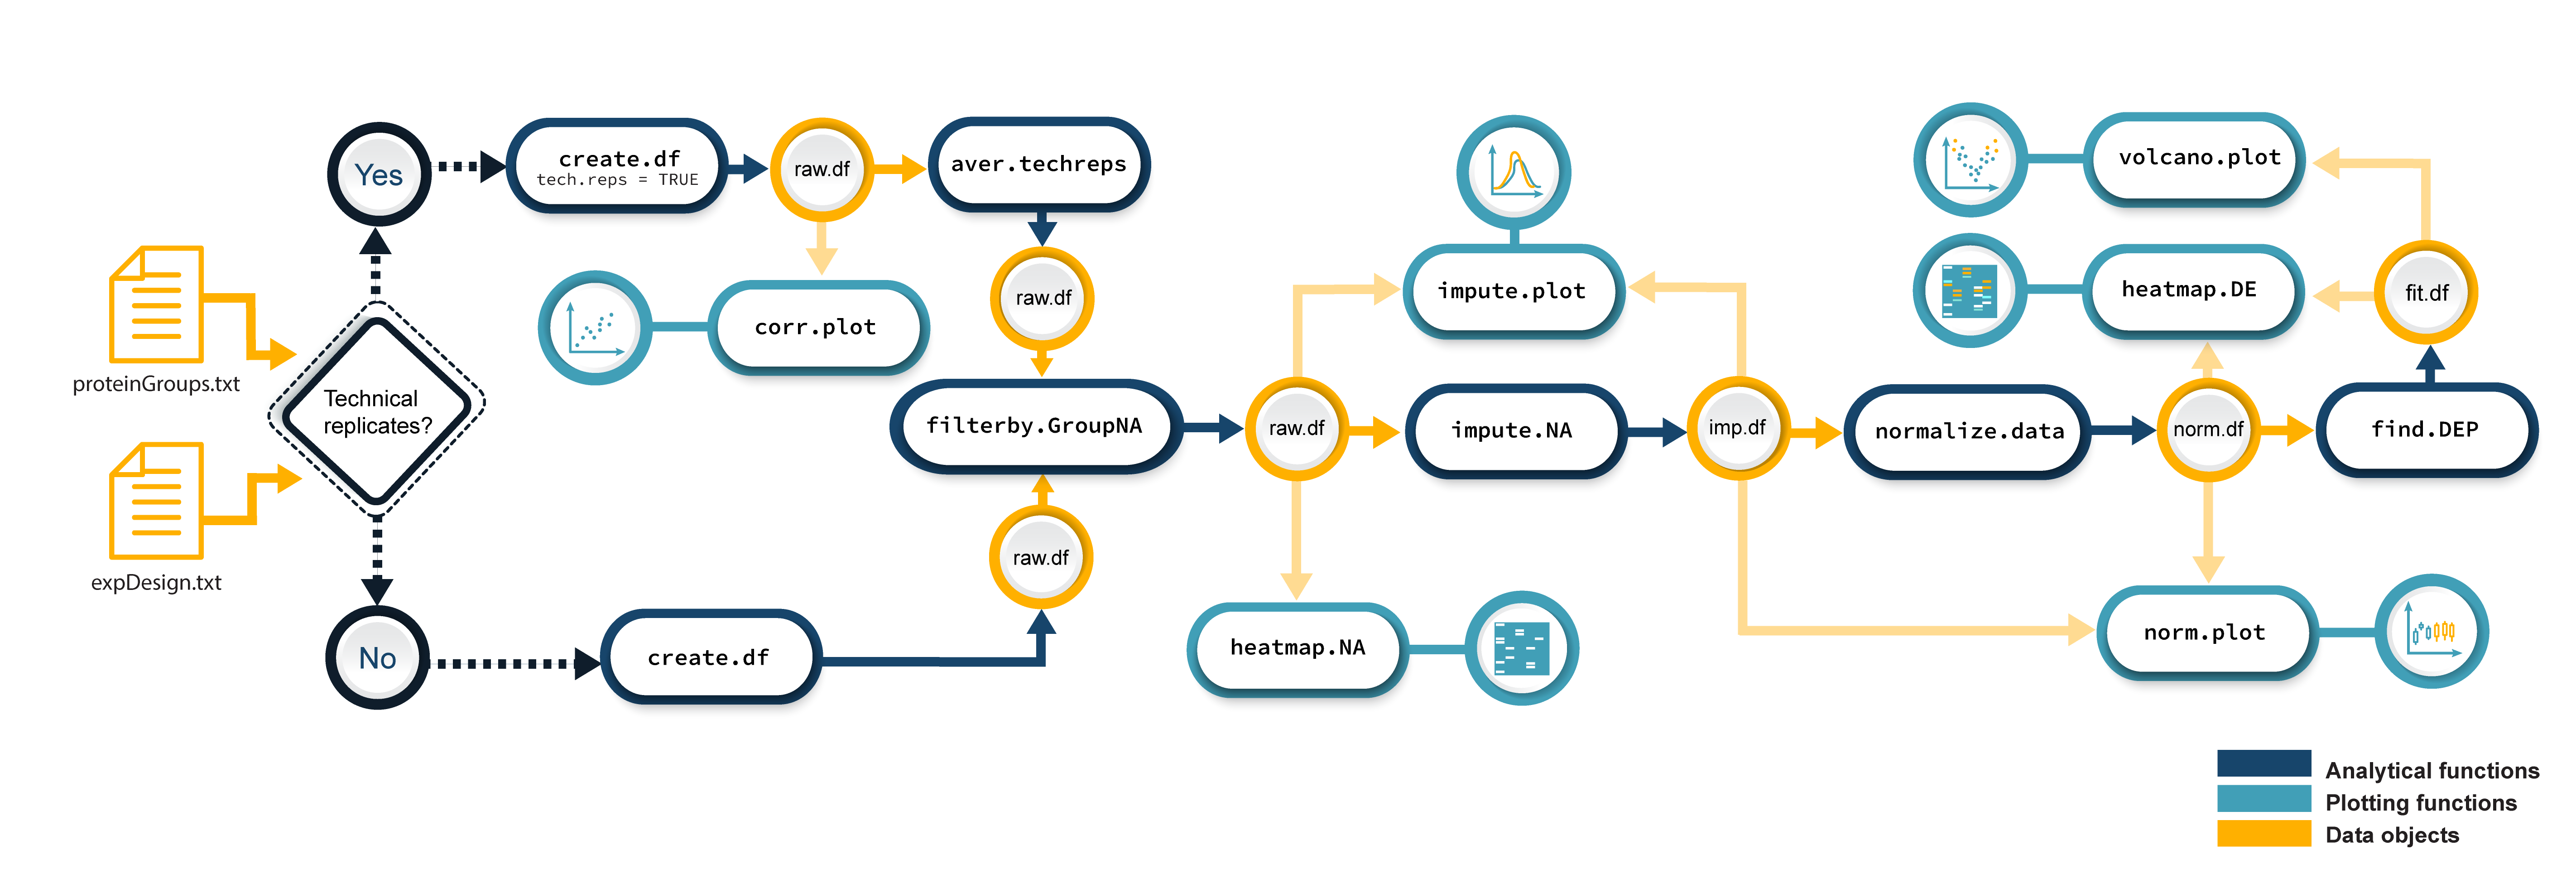 proteinGroups.txt
expDesign.txt
Technical
replicates?
Yes
No
create.df
tech.reps = TRUE
raw.df
aver.techreps
corr.plot
raw.df
filterby.GroupNA
raw.df
create.df
raw.df
impute.plot
impute.NA
heatmap.NA
imp.df
normalize.data
norm.df
find.DEP
fit.df
volcano.plot
heatmap.DE
norm.plot
Analytical functions
Plotting functions
Data objects